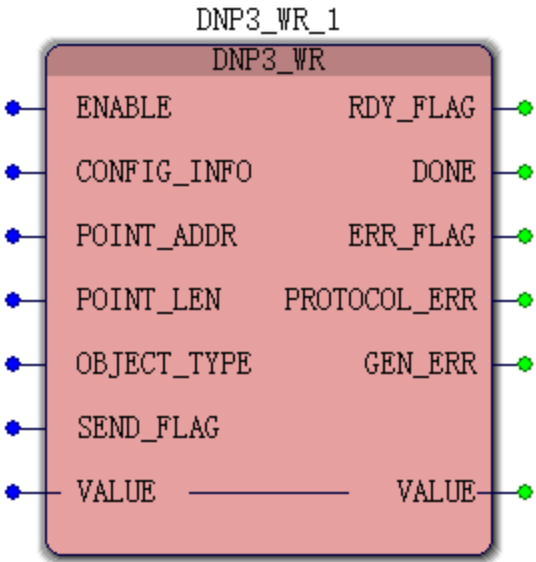 DNP3_WR_1
DNP3_WR
ENABLE RDY_FLAG
CONFIG_INFO DONE
POINT_ADDR ERR_FLAG
POINT_LEN PROTOCOL_ERR
OBJECT_TYPE GEN_ERR
SEND_FLAG
VALUE VALUE